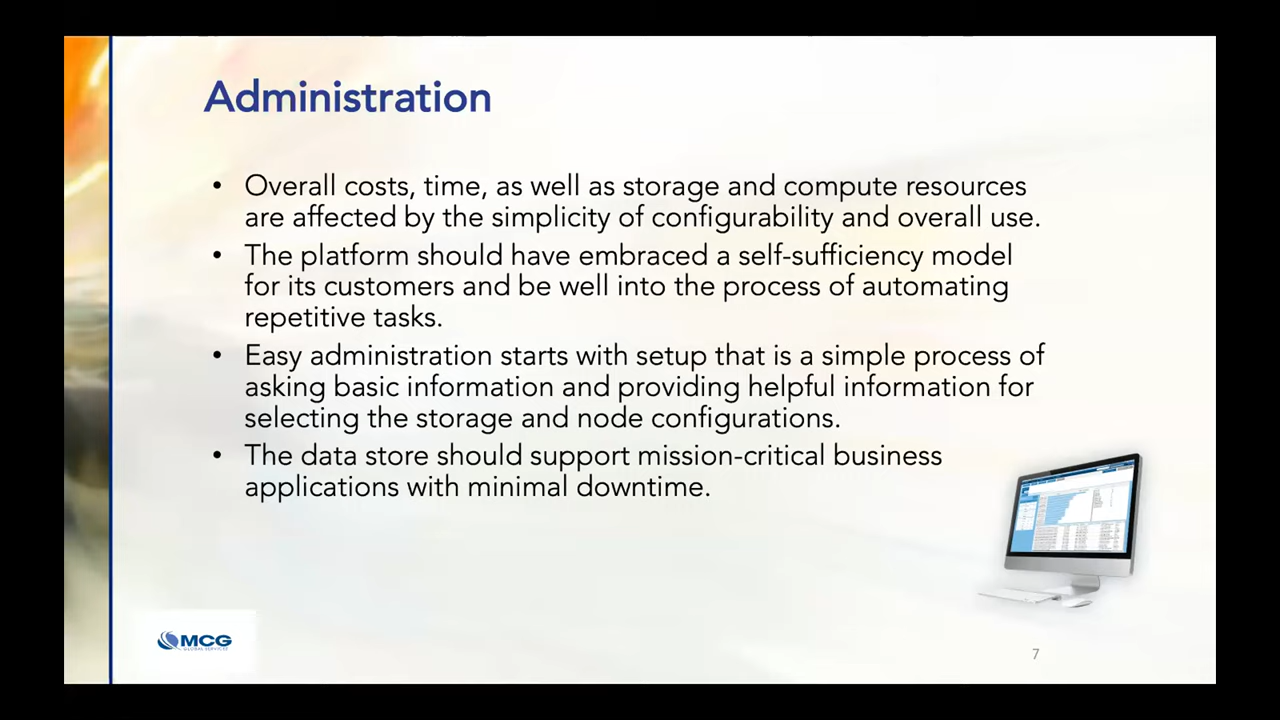 Administration
• Overall costs, time, as well as storage and compute resources
are affected by the simplicity of configurability and overall use.
• The platform should have embraced a self-sufficiency model
for its customers and be well into the process of automating
repetitive tasks.
• Easy administration starts with setup that is a simple process of
asking basic information and providing helpful information for
selecting the storage and node configurations.
• The data store should support mission-critical business
applications with minimal downtime.
MCG
GLOBAL SERVICES
7